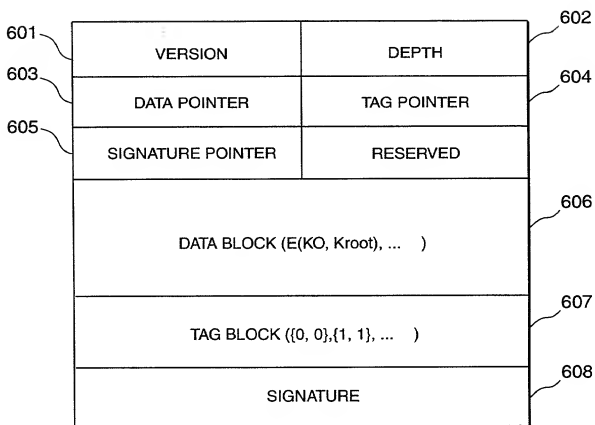 601
VERSION
DEPTH
602
603
DATA POINTER
TAG POINTER
604
605
SIGNATURE POINTER
RESERVED
606
DATA BLOCK (E(KO, Kroot), ... )
607
TAG BLOCK ({0, 0},{1, 1}, ... )
608
SIGNATURE